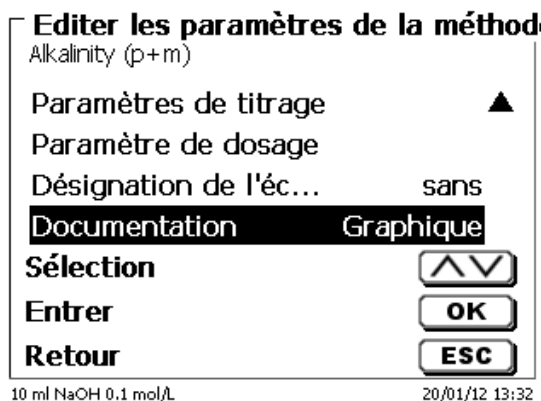 Editer les paramètres de la méthod
Alkalinity (p+m)
Paramètres de titrage
Paramètre de dosage
Désignation de l'éc... sans
Documentation Graphique
Sélection
Entrer OK
Retour ESC
10 ml NaOH 0.1 mol/L 20/01/12 13:32